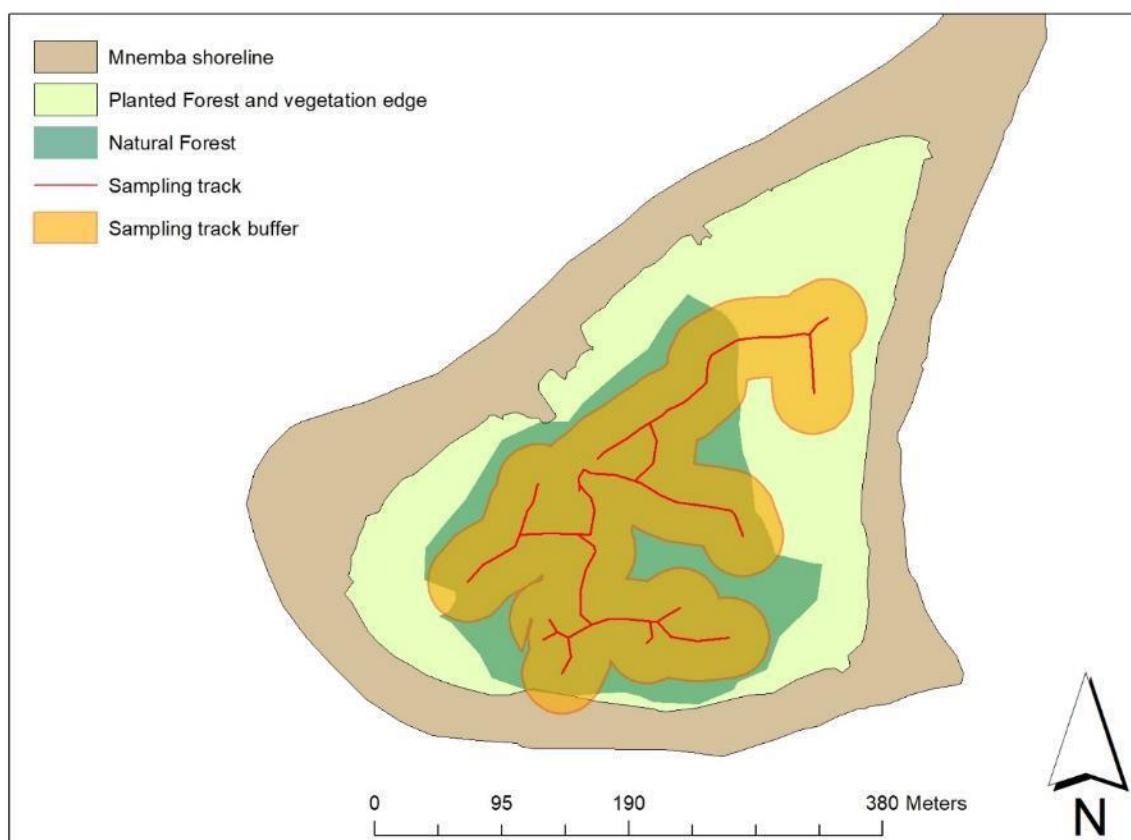 Mnemba shoreline
Planted Forest and vegetation edge
Natural Forest
Sampling track
Sampling track buffer
0 95 190 380 Meters
N